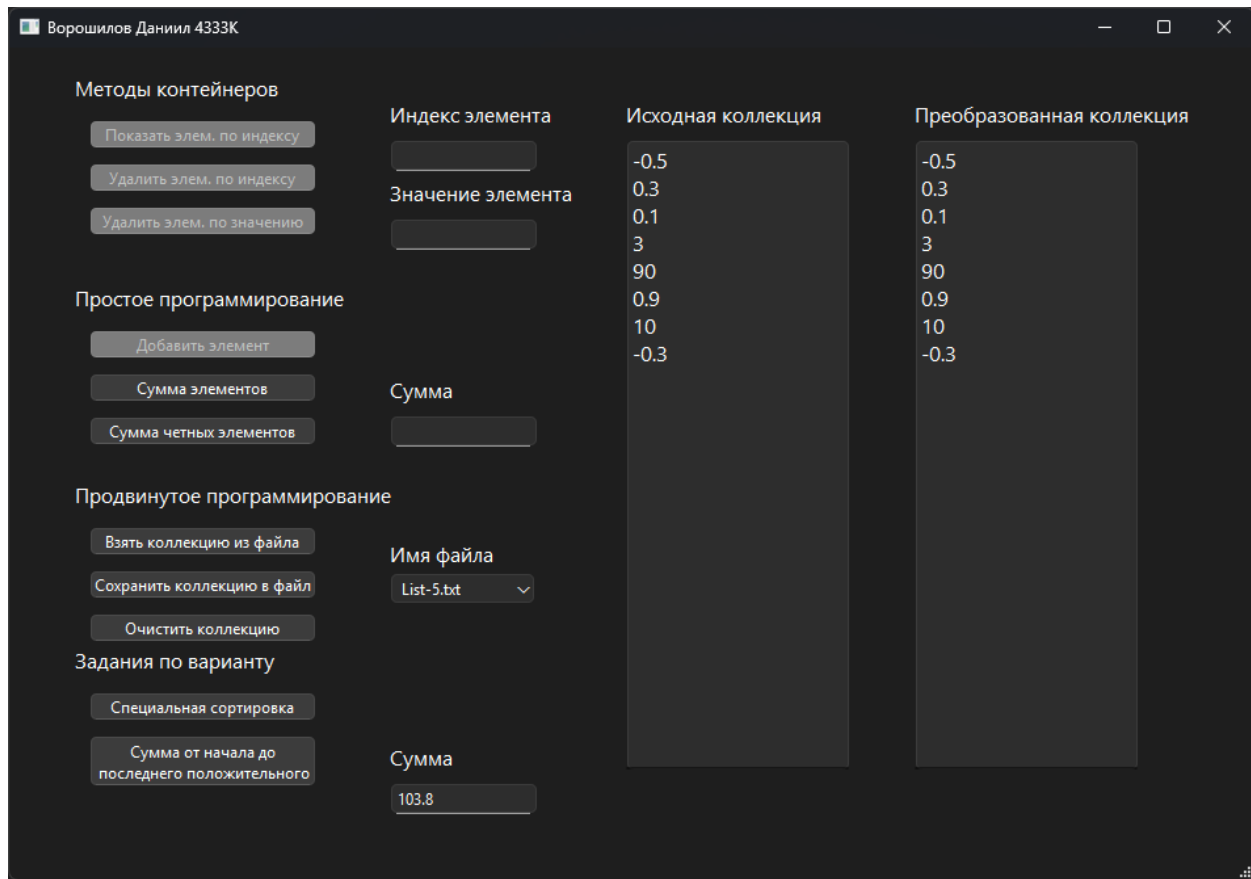 Ворошилов Даниил 4333К
Методы контейнеров
Показать элем. по индексу
Удалить элем. по индексу
Удалить элем. по значению
Индекс элемента
Значение элемента
Простое программирование
Добавить элемент
Сумма элементов
Сумма четных элементов
Сумма
Продвинутое программирование
Взять коллекцию из файла
Сохранить коллекцию в файл
Очистить коллекцию
Имя файла
List-5.txt
Задания по варианту
Специальная сортировка
Сумма от начала до
последнего положительного
Сумма
103.8
Исходная коллекция
-0.5
0.3
0.1
3
90
0.9
10
-0.3
Преобразованная коллекция
-0.5
0.3
0.1
3
90
0.9
10
-0.3